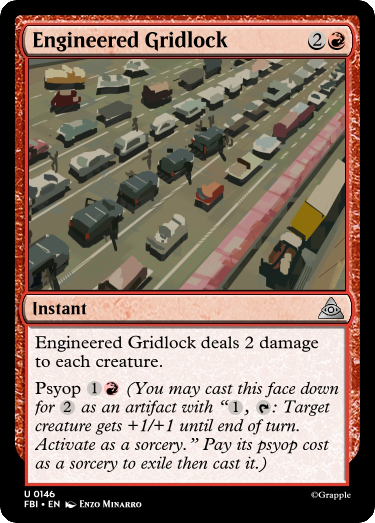 Engineered Gridlock 2
Instant
Engineered Gridlock deals 2 damage
to each creature.
Psyop 1 (You may cast this face down
for 2 as an artifact with “1, : Target
creature gets +1/+1 until end of turn.
Activate as a sorcery.” Pay its psyop cost
as a sorcery to exile then cast it.)
U 0146
©Grapple
FBI • EN Enzo Minarro